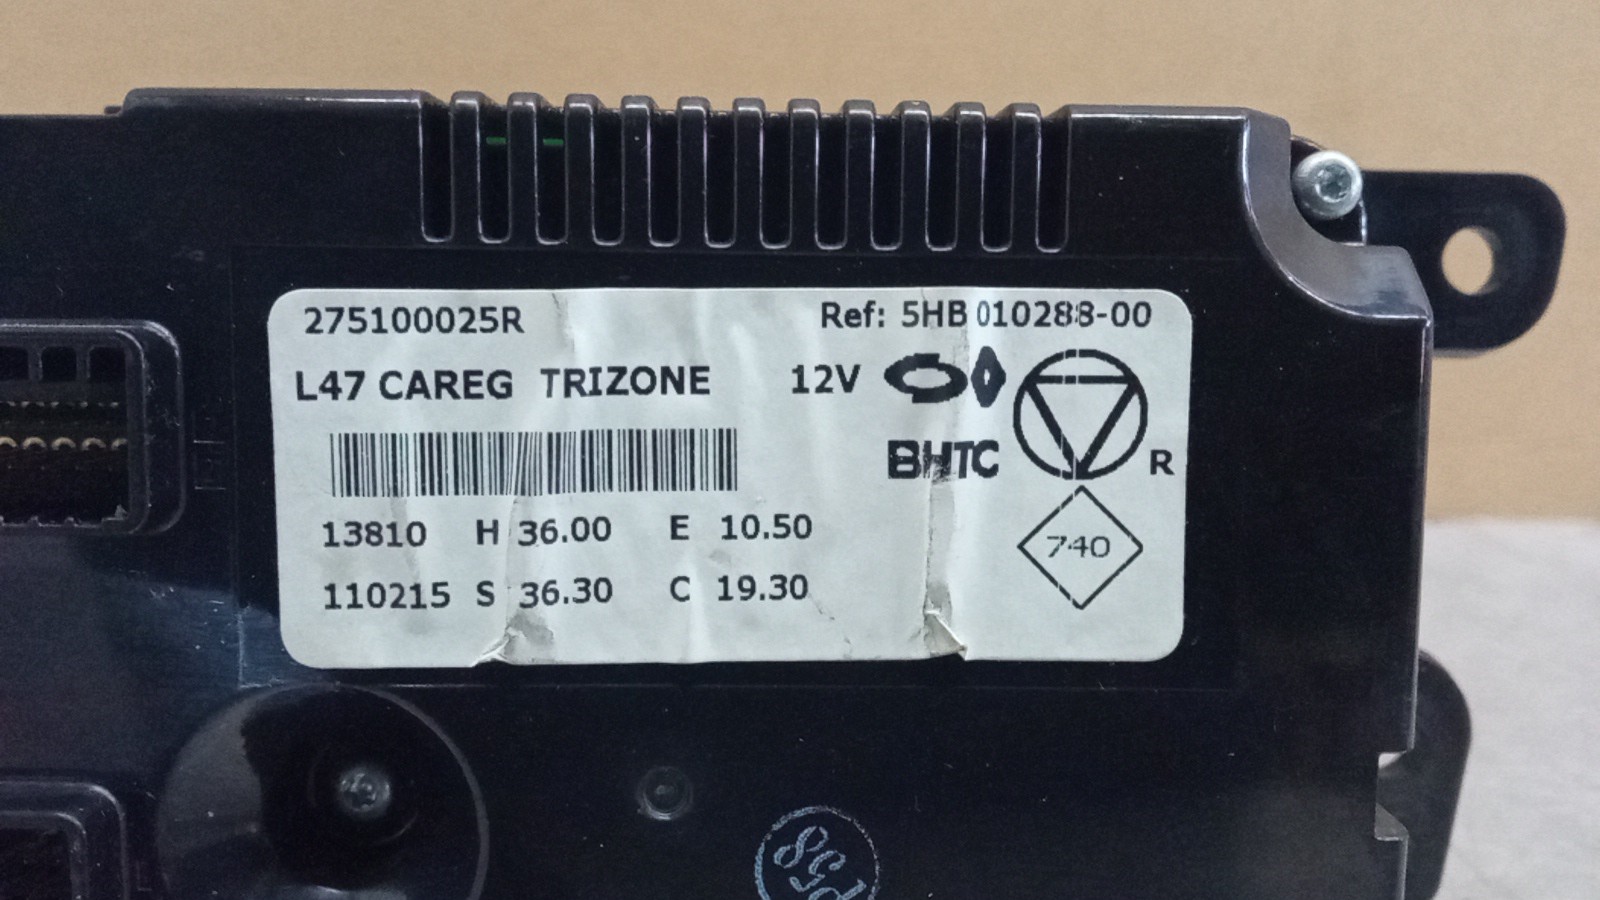 275100025R Ref: 5HB 010288-00
L47 CAREG TRIZONE 12V
BHTC R
13810 H 36.00 E 10.50
740
110215 S 36.30 C 19.30
P58